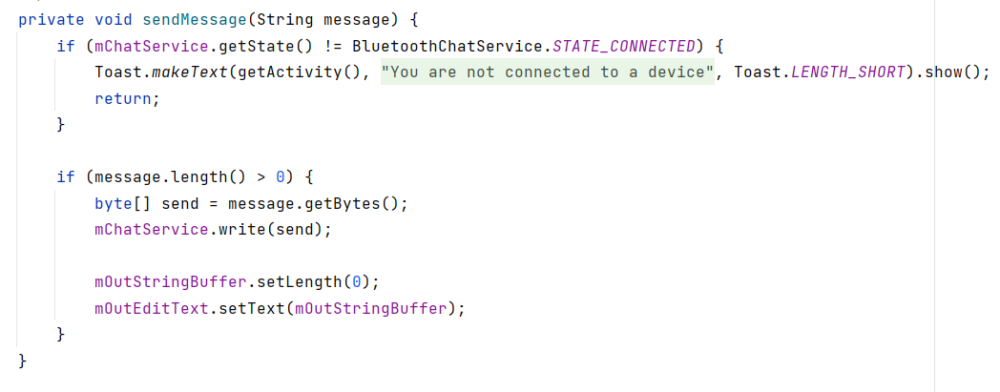 private void sendMessage(String message) {
    if (mChatService.getState() != BluetoothChatService.STATE_CONNECTED) {
        Toast.makeText(getActivity(), "You are not connected to a device", Toast.LENGTH_SHORT).show();
        return;
    }

    if (message.length() > 0) {
        byte[] send = message.getBytes();
        mChatService.write(send);

        mOutStringBuffer.setLength(0);
        mOutEditText.setText(mOutStringBuffer);
    }
}